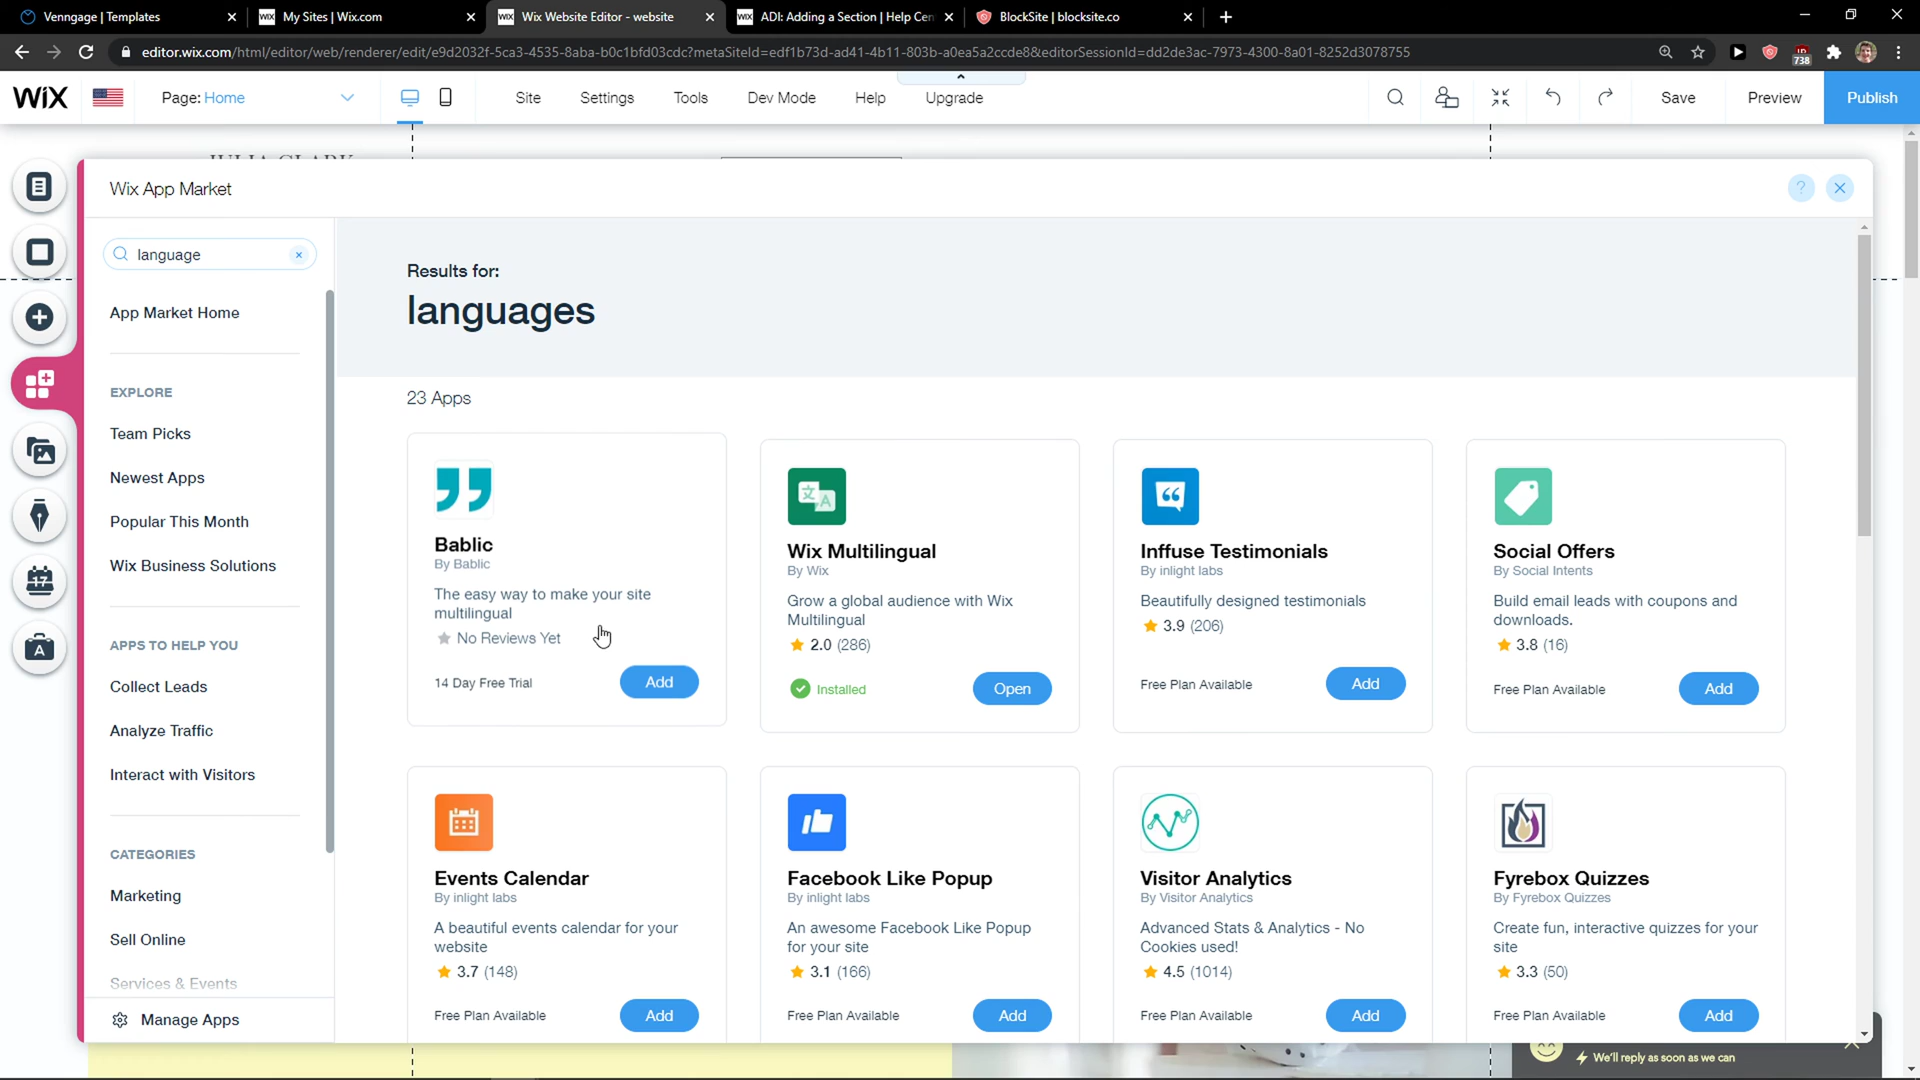 Venngage | Templates
My Sites | Wix.com
Wix Website Editor - website
ADI: Adding a Section | Help Cen
BlockSite | blocksite.co
editor.wix.com/html/editor/web/renderer/edit/e9d2032f-5ca3-4535-8aba-b0c1bfd03cdc?metaSiteId=edf1b73d-ad41-4b11-803b-a0ea5a2ccde8&editorSessionId=dd2de3ac-7973-4300-8a01-8252d3078755
738
WiX
Page: Home
Site
Settings
Tools
Dev Mode
Help
Upgrade
Save
Preview
Publish
JULIA CLARK
Wix App Market
?
language
App Market Home
EXPLORE
Team Picks
Newest Apps
Popular This Month
Wix Business Solutions
APPS TO HELP YOU
Collect Leads
Analyze Traffic
Interact with Visitors
CATEGORIES
Marketing
Sell Online
Services & Events
Manage Apps
17
A
Results for:
languages
23 Apps
Bablic
By Bablic
The easy way to make your site
multilingual
No Reviews Yet
14 Day Free Trial
Add
文A
Wix Multilingual
By Wix
Grow a global audience with Wix
Multilingual
2.0 (286)
Installed
Open
Inffuse Testimonials
By inlight labs
Beautifully designed testimonials
3.9 (206)
Free Plan Available
Add
Social Offers
By Social Intents
Build email leads with coupons and
downloads.
3.8 (16)
Free Plan Available
Add
Events Calendar
By inlight labs
A beautiful events calendar for your
website
3.7 (148)
Free Plan Available
Add
Facebook Like Popup
By inlight labs
An awesome Facebook Like Popup
for your site
3.1 (166)
Free Plan Available
Add
Visitor Analytics
By Visitor Analytics
Advanced Stats & Analytics - No
Cookies used!
4.5 (1014)
Free Plan Available
Add
Fyrebox Quizzes
By Fyrebox Quizzes
Create fun, interactive quizzes for your
site
3.3 (50)
Free Plan Available
Add
We'll reply as soon as we can